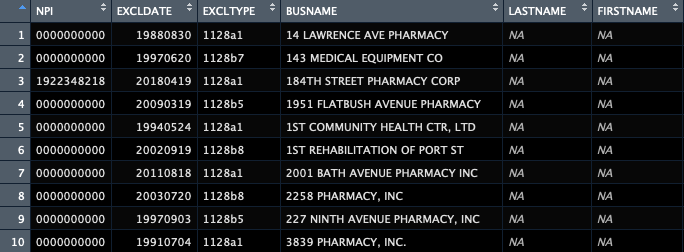 NPI EXCLDATE EXCLTYPE BUSNAME LASTNAME FIRSTNAME
1 0000000000 19880830 1128a1 14 LAWRENCE AVE PHARMACY NA NA
2 0000000000 19970620 1128b7 143 MEDICAL EQUIPMENT CO NA NA
3 1922348218 20180419 1128a1 184TH STREET PHARMACY CORP NA NA
4 0000000000 20090319 1128b5 1951 FLATBUSH AVENUE PHARMACY NA NA
5 0000000000 19940524 1128a1 1ST COMMUNITY HEALTH CTR, LTD NA NA
6 0000000000 20020919 1128b8 1ST REHABILITATION OF PORT ST NA NA
7 0000000000 20110818 1128a1 2001 BATH AVENUE PHARMACY INC NA NA
8 0000000000 20030720 1128b8 2258 PHARMACY, INC NA NA
9 0000000000 19970903 1128b5 227 NINTH AVENUE PHARMACY, INC NA NA
10 0000000000 19910704 1128a1 3839 PHARMACY, INC. NA NA